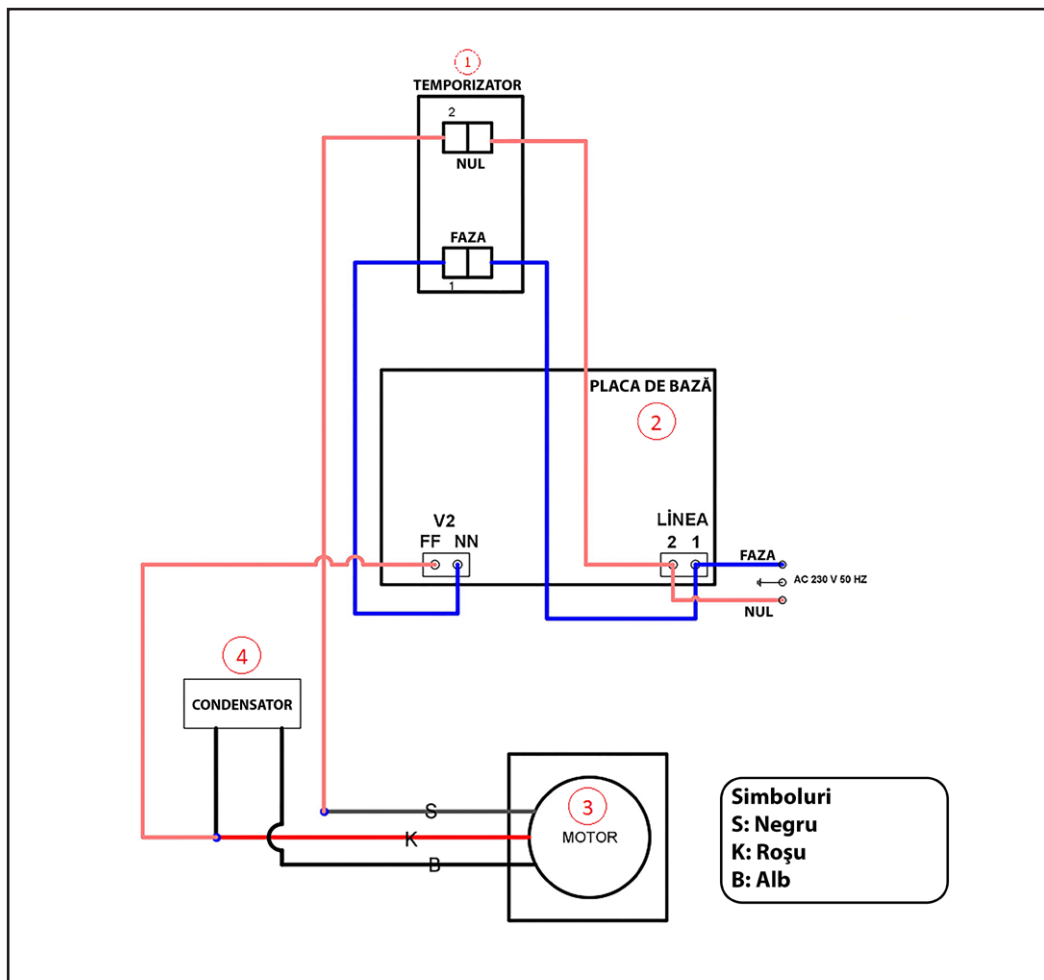 1
TEMPORIZATOR
2
NUL
FAZA
1
PLACA DE BAZĂ
2
V2
FF NN
LİNEA
2 1
FAZA
AC 230 V 50 HZ
NUL
4
CONDENSATOR
S
K
B
3
MOTOR
Simboluri
S: Negru
K: Roşu
B: Alb